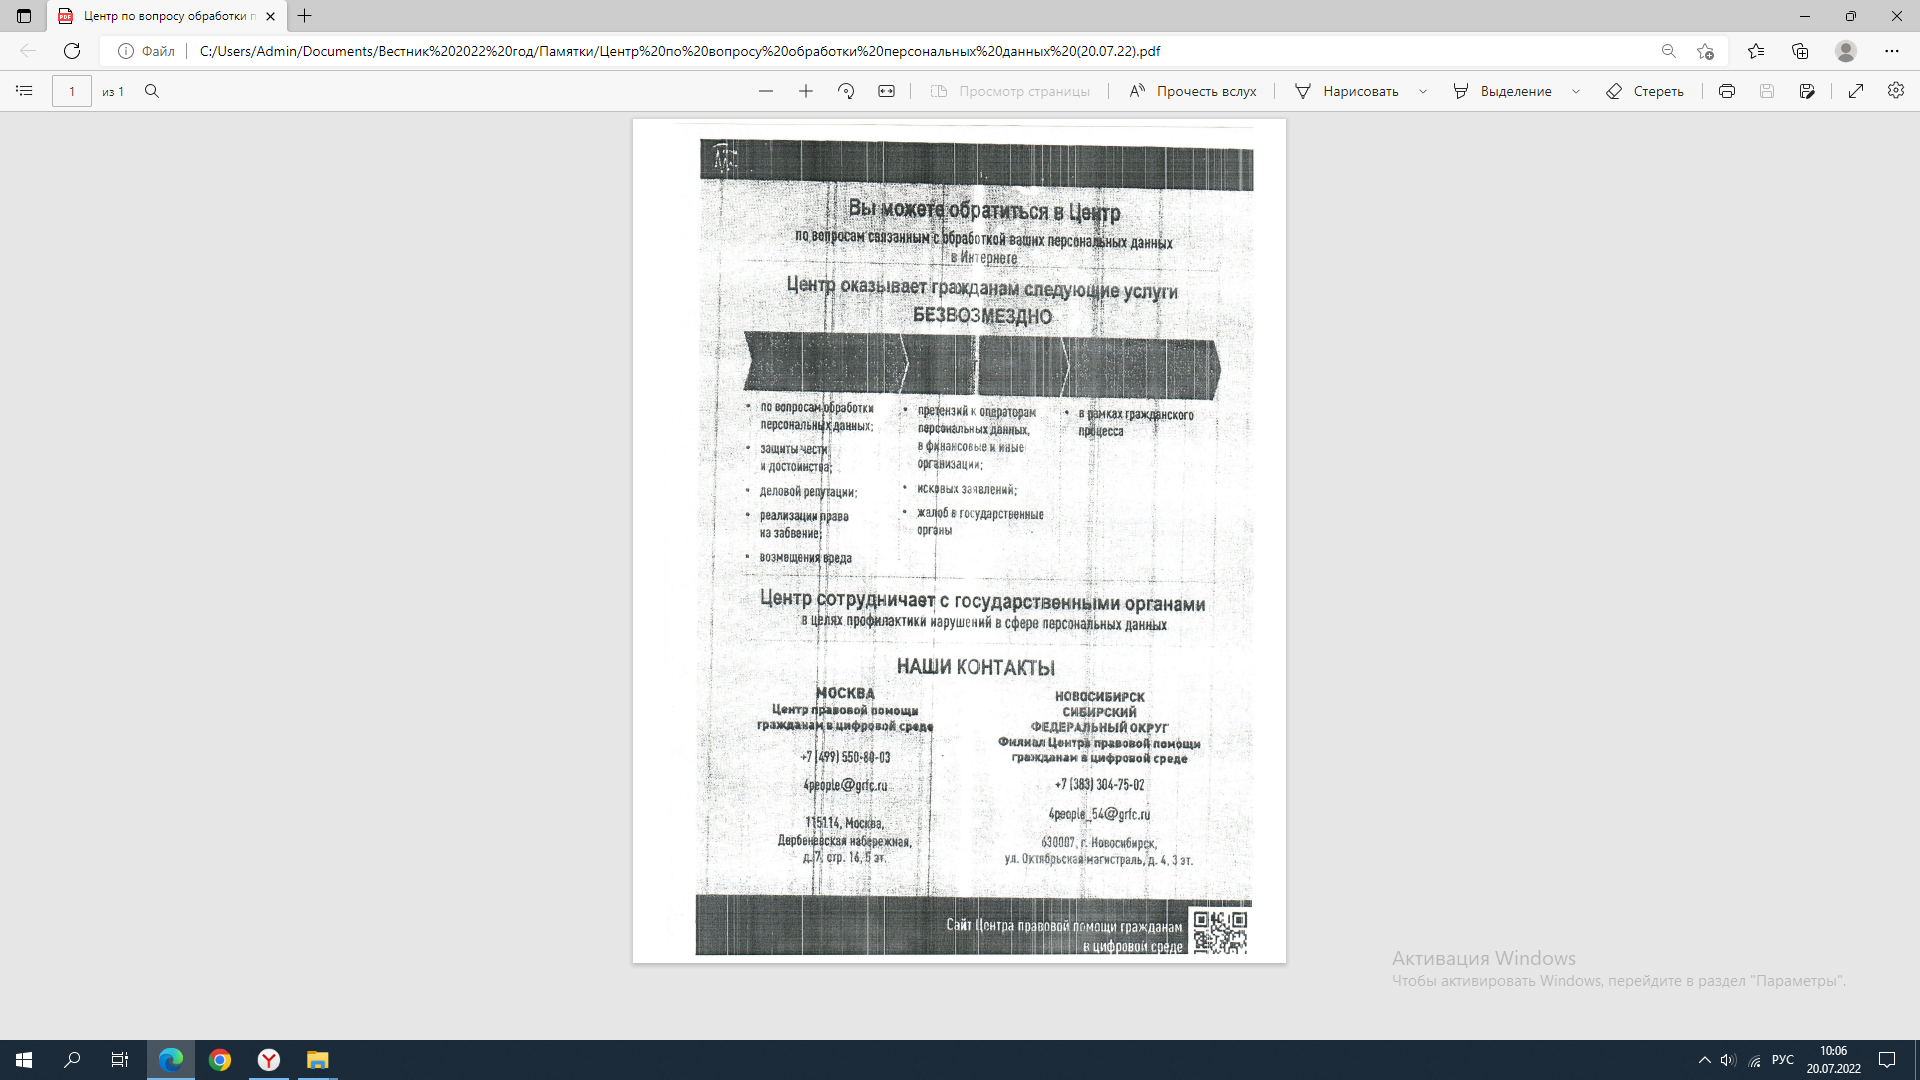 Центр по вопросу обработки п
Файл
C:/Users/Admin/Documents/Вестник%202022%20год/Памятки/Центр%20по%20вопросу%20обработки%20персональных%20данных%20(20.07.22).pdf
1 из 1
Просмотр страницы
Прочесть вслух
Нарисовать
Выделение
Стереть
Вы можете обратиться в Центр
по вопросам связанным с обработкой ваших персональных данных
в Интернете
Центр оказывает гражданам следующие услуги
БЕЗВОЗМЕЗДНО
• по вопросам обработки
персональных данных;
• защиты чести
и достоинства;
• деловой репутации;
• реализации права
на забвение;
• возмещения вреда
• претензий к операторам
персональных данных,
в финансовые и иные
организации;
• исковых заявлений;
• жалоб в государственные
органы
• в рамках гражданского
процесса
Центр сотрудничает с государственными органами
в целях профилактики нарушений в сфере персональных данных
НАШИ КОНТАКТЫ
МОСКВА
Центр правовой помощи
гражданам в цифровой среде
+7 (499) 550-80-03
4people@grfc.ru
115114, Москва,
Дербеневская набережная,
д. 7, стр. 16, 5 эт.
НОВОСИБИРСК
СИБИРСКИЙ
ФЕДЕРАЛЬНЫЙ ОКРУГ
Филиал Центра правовой помощи
гражданам в цифровой среде
+7 (383) 304-75-02
4people_54@grfc.ru
630007, г. Новосибирск,
ул. Октябрьская магистраль, д. 4, 3 эт.
Сайт Центра правовой помощи гражданам
в цифровой среде
Активация Windows
Чтобы активировать Windows, перейдите в раздел "Параметры".
РУС
10:06
20.07.2022